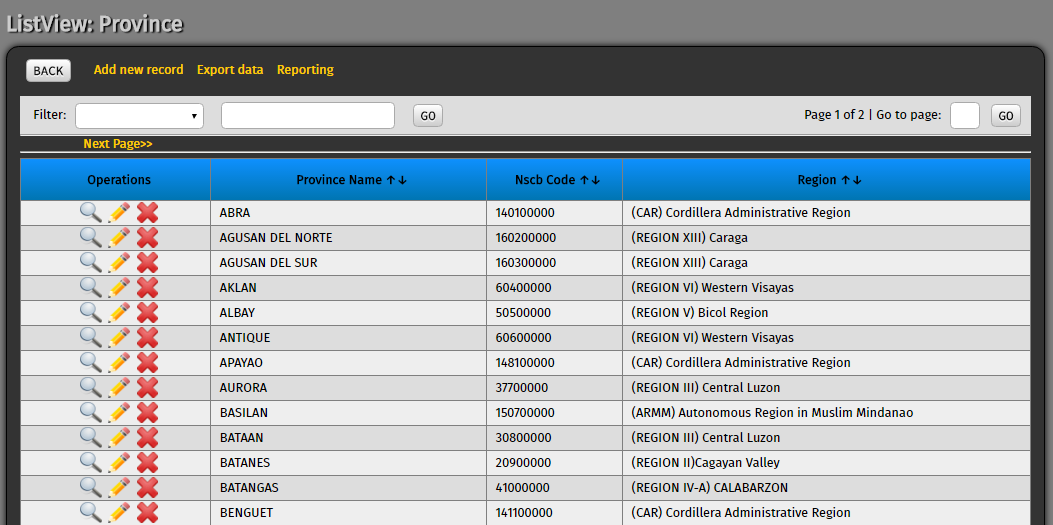 ListView: Province
BACK Add new record Export data Reporting
Filter: GO Page 1 of 2 | Go to page: GO
Next Page>>
Operations Province Name ↑↓ Nscb Code ↑↓ Region ↑↓
ABRA 140100000 (CAR) Cordillera Administrative Region
AGUSAN DEL NORTE 160200000 (REGION XIII) Caraga
AGUSAN DEL SUR 160300000 (REGION XIII) Caraga
AKLAN 60400000 (REGION VI) Western Visayas
ALBAY 50500000 (REGION V) Bicol Region
ANTIQUE 60600000 (REGION VI) Western Visayas
APAYAO 148100000 (CAR) Cordillera Administrative Region
AURORA 37700000 (REGION III) Central Luzon
BASILAN 150700000 (ARMM) Autonomous Region in Muslim Mindanao
BATAAN 30800000 (REGION III) Central Luzon
BATANES 20900000 (REGION II)Cagayan Valley
BATANGAS 41000000 (REGION IV-A) CALABARZON
BENGUET 141100000 (CAR) Cordillera Administrative Region